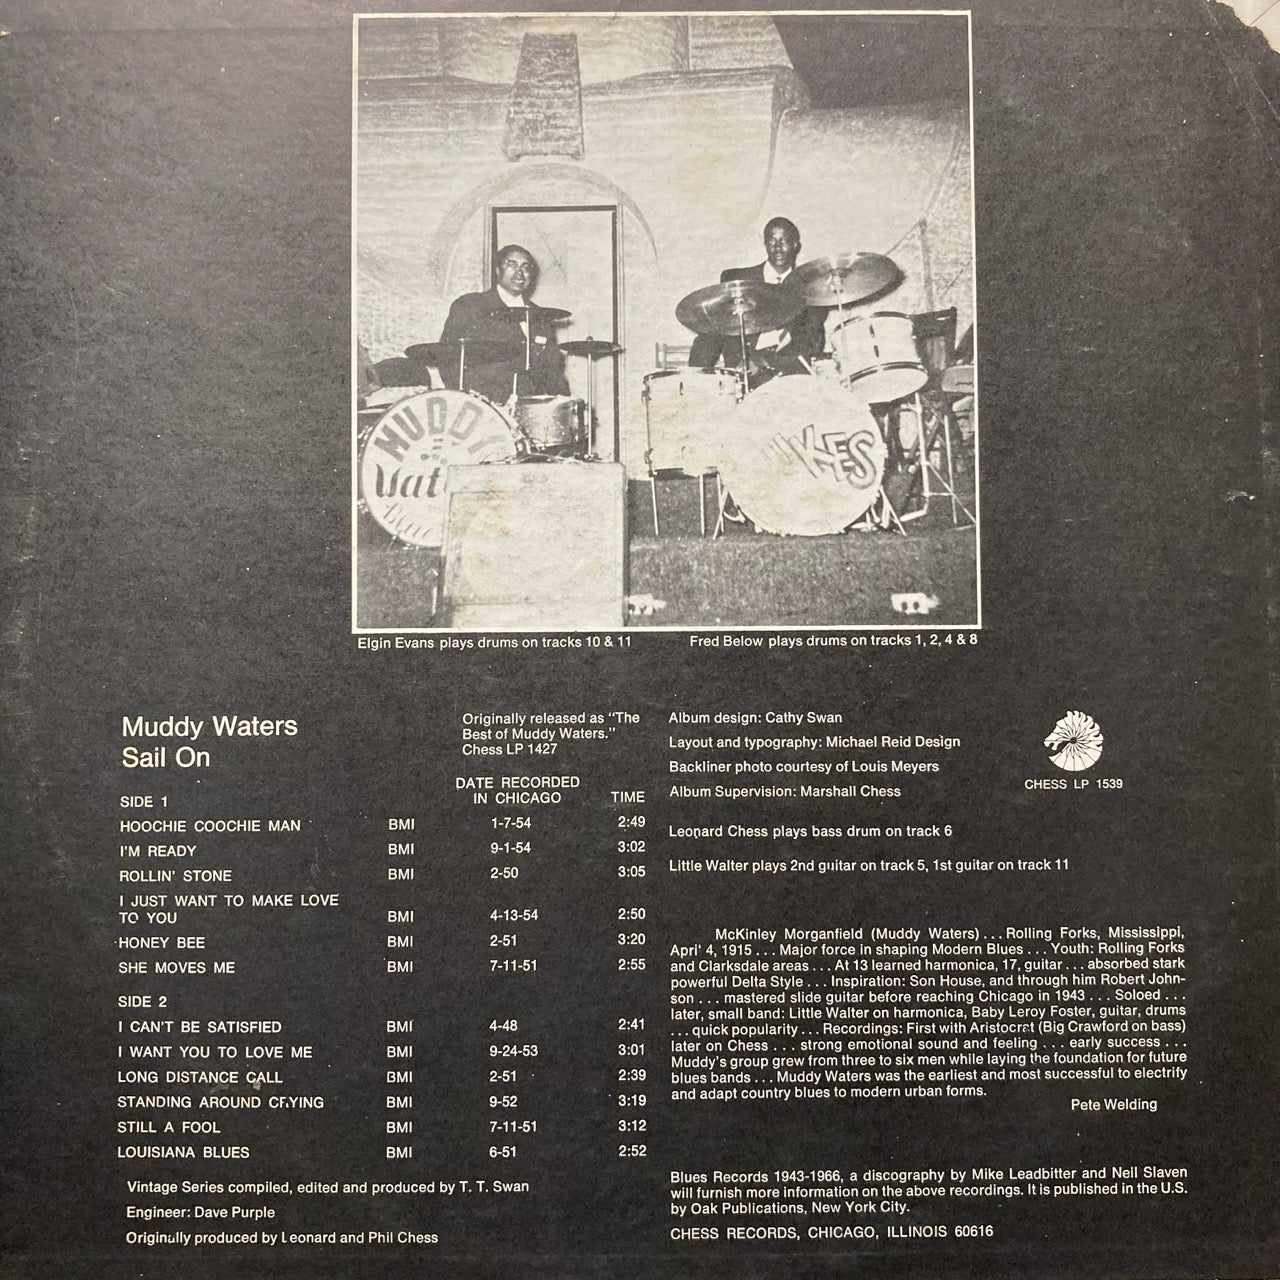 MUDDY
Blues
Elgin Evans plays drums on tracks 10 & 11
Fred Below plays drums on tracks 1, 2, 4 & 8
Muddy Waters
Sail On
Originally released as "The
Best of Muddy Waters."
Chess LP 1427
DATE RECORDED
IN CHICAGO
TIME
SIDE 1
HOOCHIE COOCHIE MAN BMI 1-7-54 2:49
I'M READY BMI 9-1-54 3:02
ROLLIN' STONE BMI 2-50 3:05
I JUST WANT TO MAKE LOVE
TO YOU BMI 4-13-54 2:50
HONEY BEE BMI 2-51 3:20
SHE MOVES ME BMI 7-11-51 2:55
SIDE 2
I CAN'T BE SATISFIED BMI 4-48 2:41
I WANT YOU TO LOVE ME BMI 9-24-53 3:01
LONG DISTANCE CALL BMI 2-51 2:39
STANDING AROUND CRYING BMI 9-52 3:19
STILL A FOOL BMI 7-11-51 3:12
LOUISIANA BLUES BMI 6-51 2:52
Vintage Series compiled, edited and produced by T. T. Swan
Engineer: Dave Purple
Originally produced by Leonard and Phil Chess
Album design: Cathy Swan
Layout and typography: Michael Reid Design
Backliner photo courtesy of Louis Meyers
Album Supervision: Marshall Chess
CHESS LP 1539
Leonard Chess plays bass drum on track 6
Little Walter plays 2nd guitar on track 5, 1st guitar on track 11
McKinley Morganfield (Muddy Waters) . . . Rolling Forks, Mississippi,
April 4, 1915 . . . Major force in shaping Modern Blues . . . Youth: Rolling Forks
and Clarksdale areas . . . At 13 learned harmonica, 17, guitar . . . absorbed stark
powerful Delta Style . . . Inspiration: Son House, and through him Robert John-
son . . . mastered slide guitar before reaching Chicago in 1943 . . . Soloed . . .
later, small band: Little Walter on harmonica, Baby Leroy Foster, guitar, drums
. . . quick popularity . . . Recordings: First with Aristocrat (Big Crawford on bass)
later on Chess . . . strong emotional sound and feeling . . . early success . . .
Muddy's group grew from three to six men while laying the foundation for future
blues bands . . . Muddy Waters was the earliest and most successful to electrify
and adapt country blues to modern urban forms.
Pete Welding
Blues Records 1943-1966, a discography by Mike Leadbitter and Neil Slaven
will furnish more information on the above recordings. It is published in the U.S.
by Oak Publications, New York City.
CHESS RECORDS, CHICAGO, ILLINOIS 60616